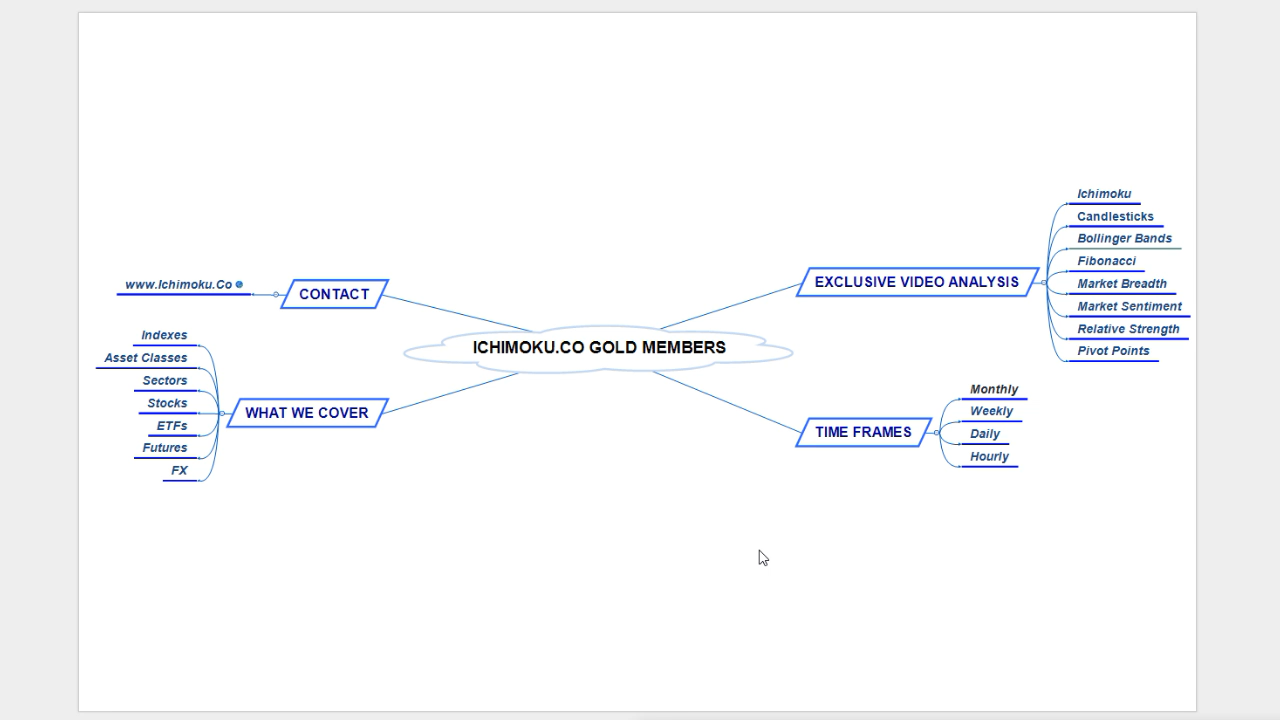 ICHIMOKU.CO GOLD MEMBERS
CONTACT
www.Ichimoku.Co
WHAT WE COVER
Indexes
Asset Classes
Sectors
Stocks
ETFs
Futures
FX
EXCLUSIVE VIDEO ANALYSIS
Ichimoku
Candlesticks
Bollinger Bands
Fibonacci
Market Breadth
Market Sentiment
Relative Strength
Pivot Points
TIME FRAMES
Monthly
Weekly
Daily
Hourly